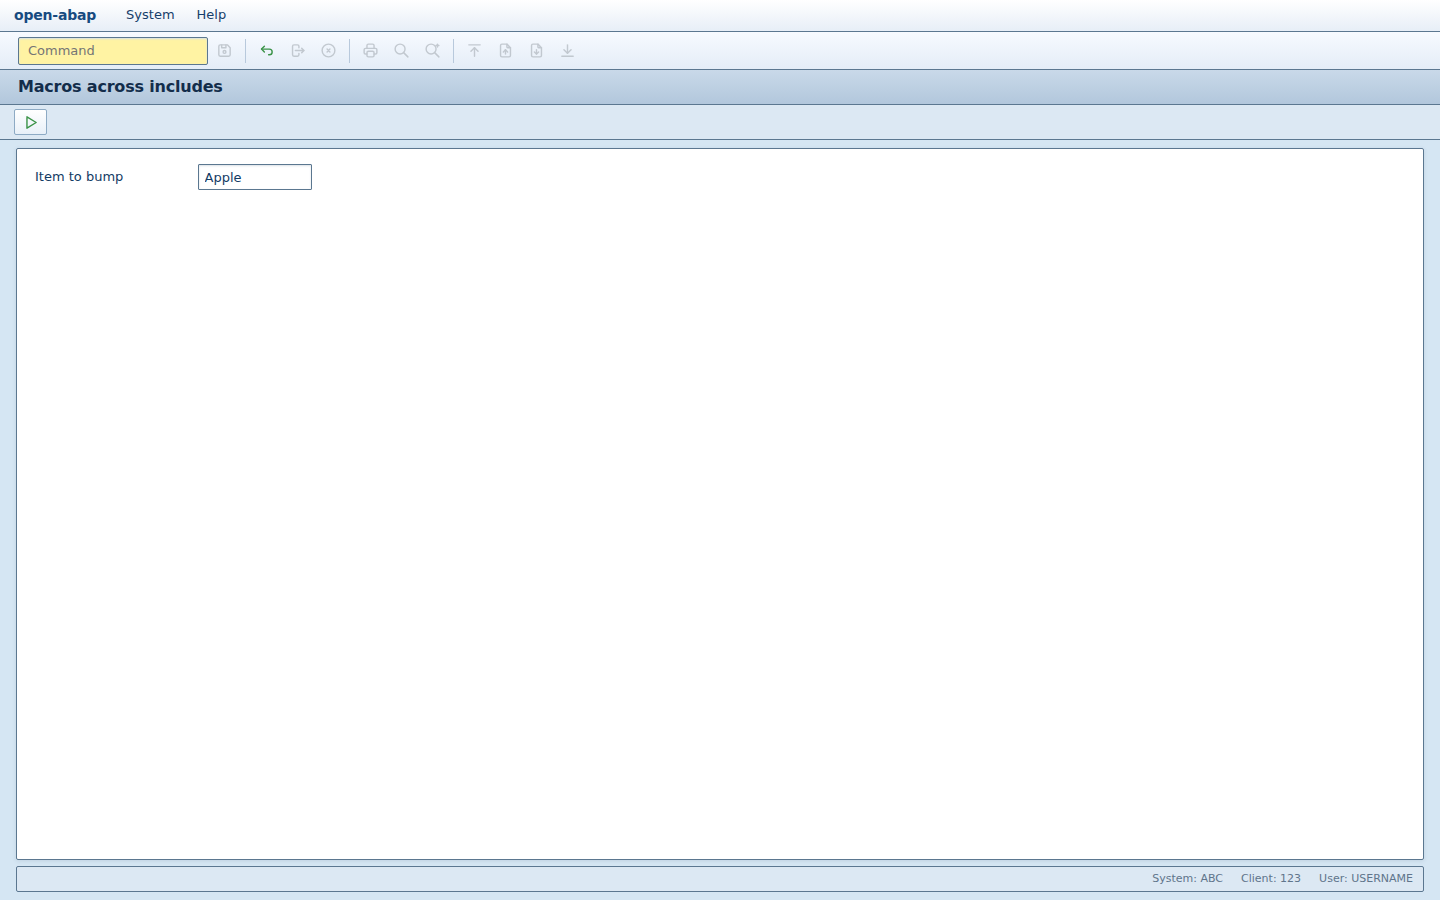 open-abap System Help
Command
Macros across includes
Item to bump Apple
System: ABC Client: 123 User: USERNAME